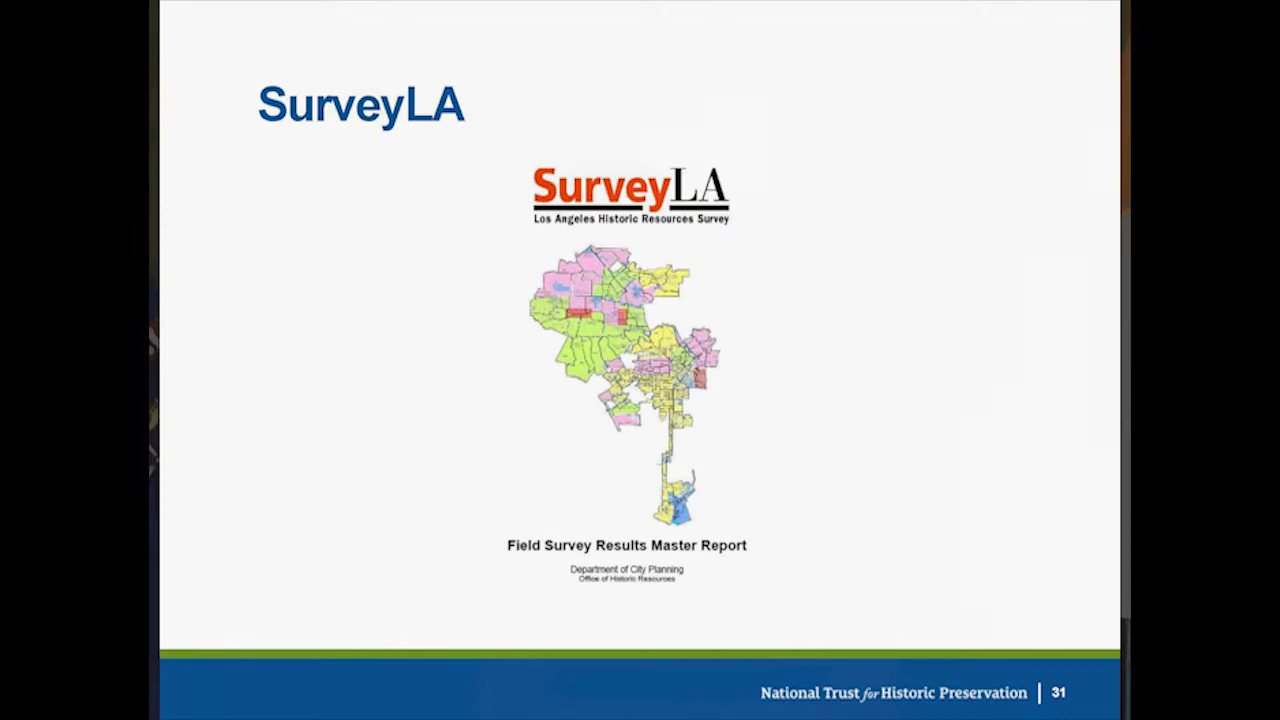 SurveyLA
SurveyLA
Los Angeles Historic Resources Survey
Field Survey Results Master Report
Department of City Planning
Office of Historic Resources
National Trust for Historic Preservation 31